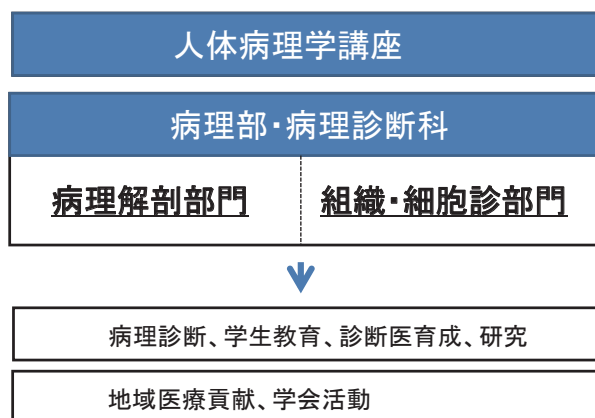 人体病理学講座
病理部・病理診断科
病理解剖部門
組織・細胞診部門
病理診断、学生教育、診断医育成、研究
地域医療貢献、学会活動